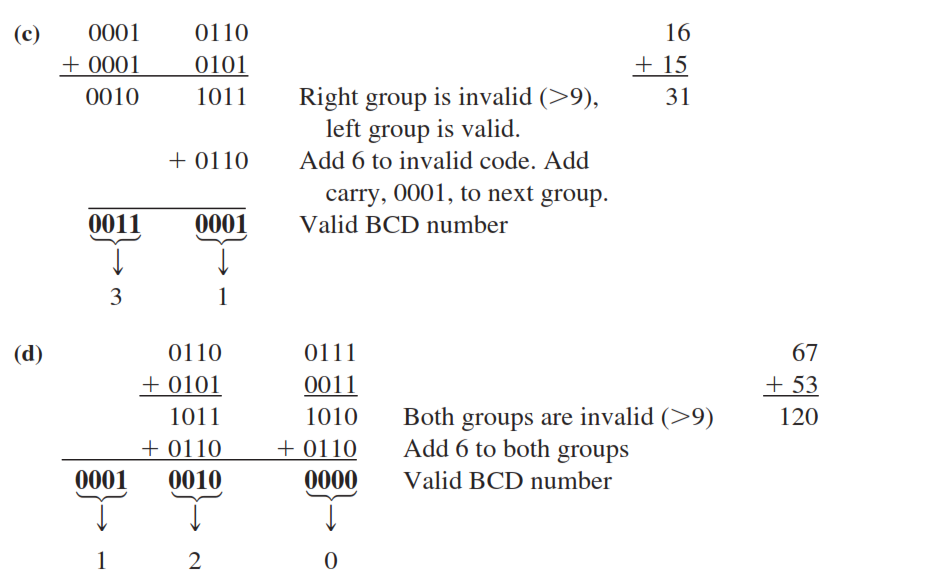 (c) 0001 0110 16
+ 0001 0101 + 15
0010 1011 Right group is invalid (>9), 31
left group is valid.
+ 0110 Add 6 to invalid code. Add
carry, 0001, to next group.
0011 0001 Valid BCD number
3 1
(d) 0110 0111 67
+ 0101 0011 + 53
1011 1010 Both groups are invalid (>9) 120
+ 0110 + 0110 Add 6 to both groups
0001 0010 0000 Valid BCD number
1 2 0